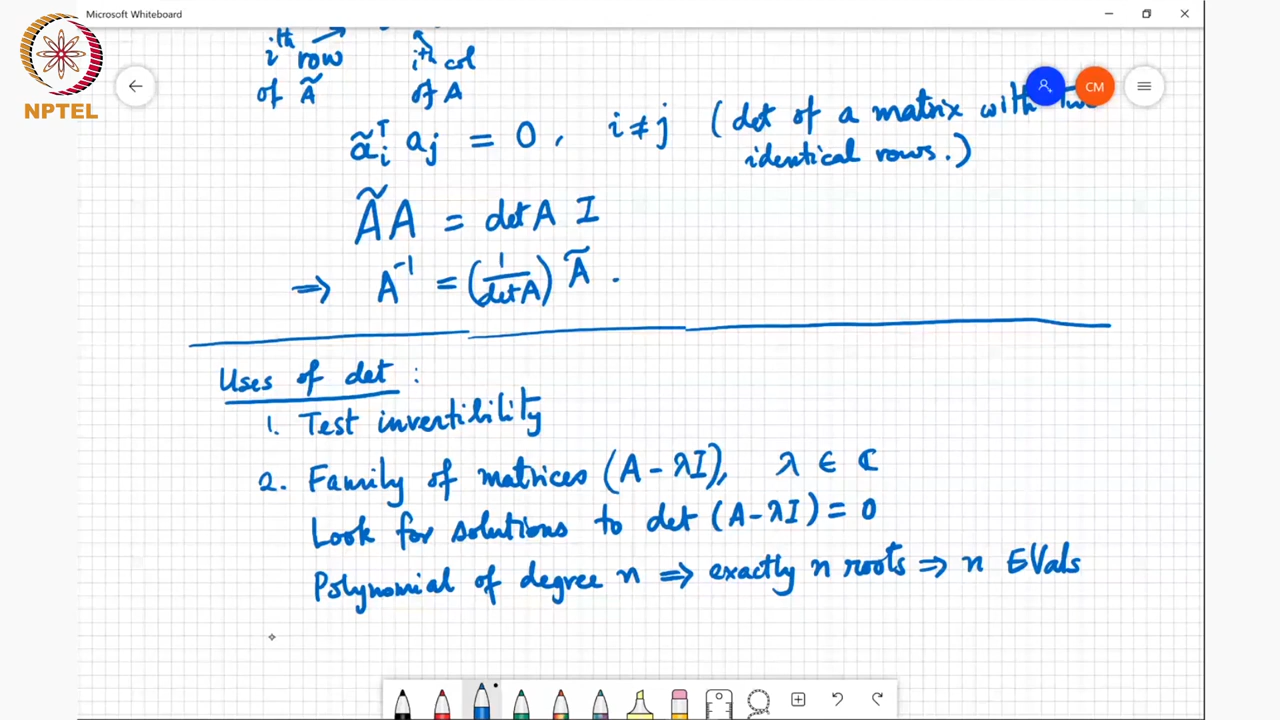 Microsoft Whiteboard
NPTEL
CM
iᵗʰ row
of Ã
iᵗʰ col
of A
ãᵢᵀ aⱼ = 0, i ≠ j (det of a matrix with
identical rows.)
ÃA = det A I
⇒ A⁻¹ = (1/det A) Ã.
Uses of det :
1. Test invertibility
2. Family of matrices (A - λI), λ ∈ ℂ
Look for solutions to det (A - λI) = 0
Polynomial of degree n ⇒ exactly n roots ⇒ n EVals